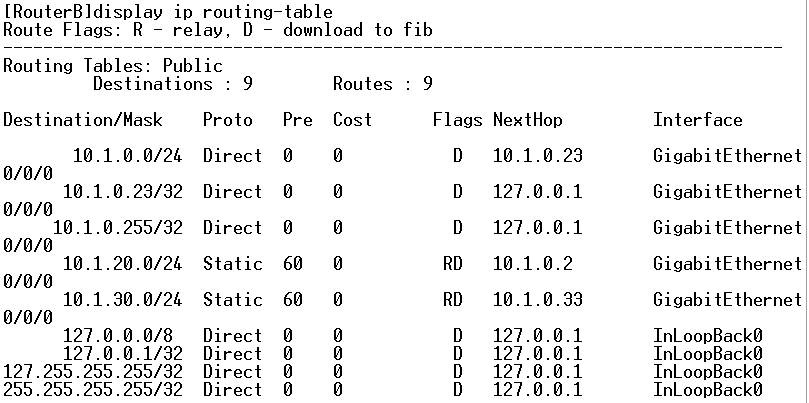 [RouterB]display ip routing-table
Route Flags: R - relay, D - download to fib
------------------------------------------------------------------------------
Routing Tables: Public
         Destinations : 9        Routes : 9

Destination/Mask    Proto   Pre  Cost         Flags NextHop         Interface

       10.1.0.0/24  Direct  0    0              D   10.1.0.23       GigabitEthernet
0/0/0
      10.1.0.23/32  Direct  0    0              D   127.0.0.1       GigabitEthernet
0/0/0
     10.1.0.255/32  Direct  0    0              D   127.0.0.1       GigabitEthernet
0/0/0
      10.1.20.0/24  Static  60   0             RD   10.1.0.2        GigabitEthernet
0/0/0
      10.1.30.0/24  Static  60   0             RD   10.1.0.33       GigabitEthernet
0/0/0
      127.0.0.0/8   Direct  0    0              D   127.0.0.1       InLoopBack0
      127.0.0.1/32  Direct  0    0              D   127.0.0.1       InLoopBack0
127.255.255.255/32  Direct  0    0              D   127.0.0.1       InLoopBack0
255.255.255.255/32  Direct  0    0              D   127.0.0.1       InLoopBack0